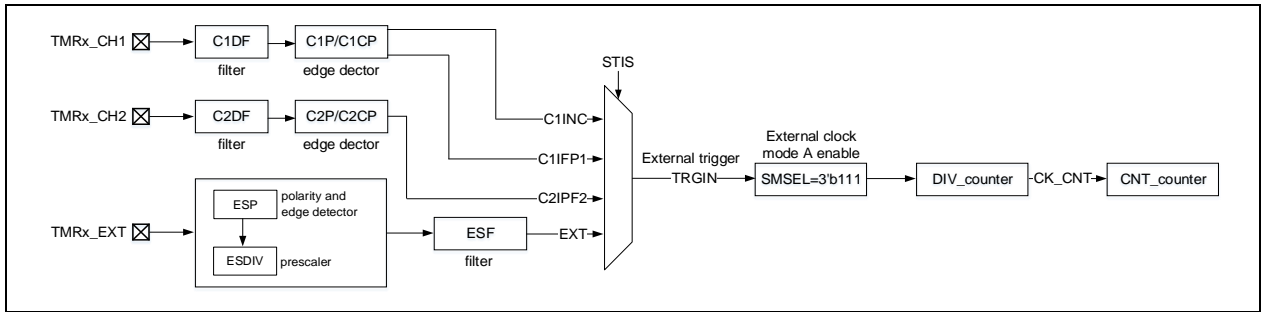 TMRx_CH1
C1DF
filter
C1P/C1CP
edge dector
TMRx_CH2
C2DF
filter
C2P/C2CP
edge dector
TMRx_EXT
ESP
polarity and
edge detector
ESDIV
prescaler
ESF
filter
STIS
C1INC
C1IFP1
C2IPF2
EXT
External trigger
TRGIN
External clock
mode A enable
SMSEL=3'b111
DIV_counter
CK_CNT
CNT_counter